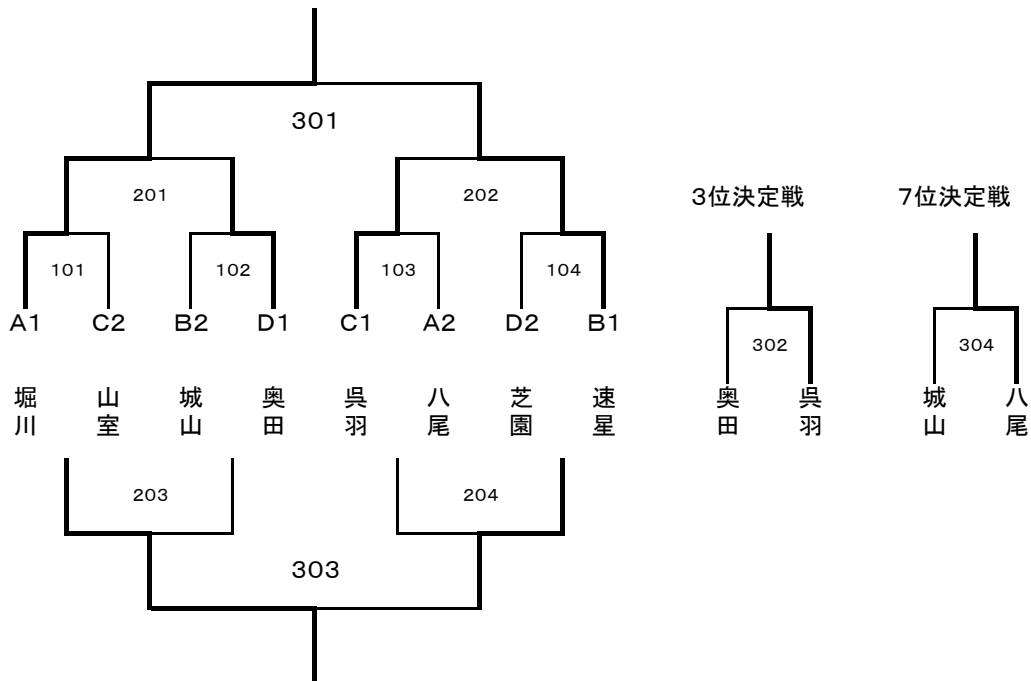 301
201
202
3位決定戦
7位決定戦
101
102
103
104
A1
C2
B2
D1
C1
A2
D2
B1
302
304
堀川
山室
城山
奥田
呉羽
八尾
芝園
速星
奥田
呉羽
城山
八尾
203
204
303